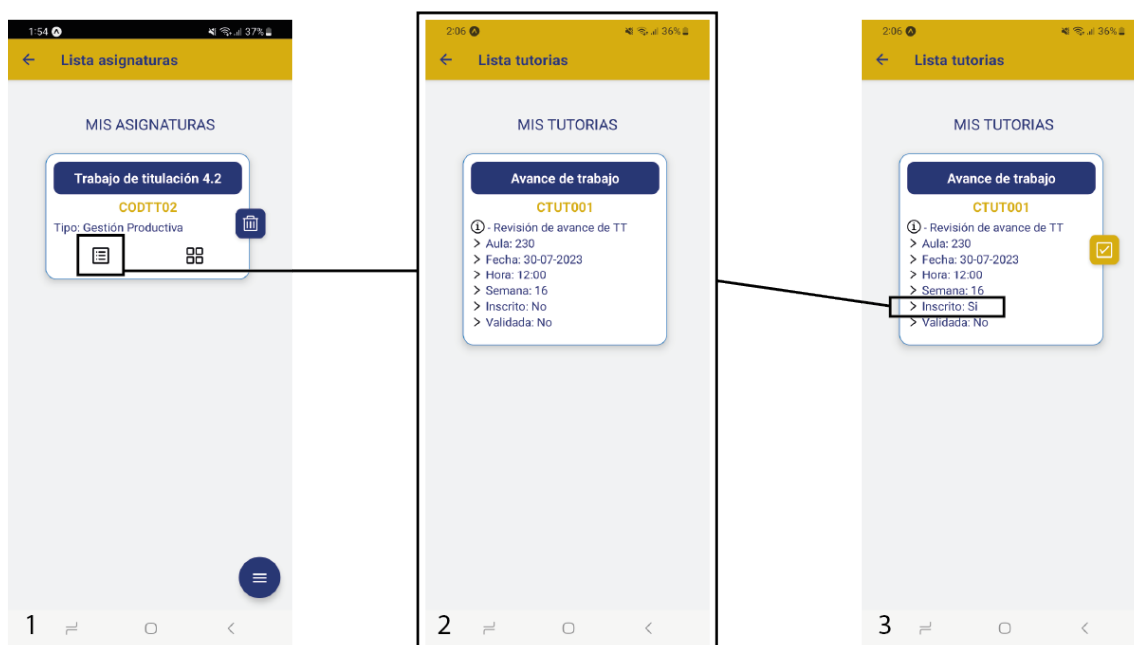 1:54 37%
Lista asignaturas
MIS ASIGNATURAS
Trabajo de titulación 4.2
CODTT02
Tipo: Gestión Productiva
1
2:06 36%
Lista tutorias
MIS TUTORIAS
Avance de trabajo
CTUT001
- Revisión de avance de TT
> Aula: 230
> Fecha: 30-07-2023
> Hora: 12:00
> Semana: 16
> Inscrito: No
> Validada: No
2
2:06 36%
Lista tutorias
MIS TUTORIAS
Avance de trabajo
CTUT001
- Revisión de avance de TT
> Aula: 230
> Fecha: 30-07-2023
> Hora: 12:00
> Semana: 16
> Inscrito: Si
> Validada: No
3